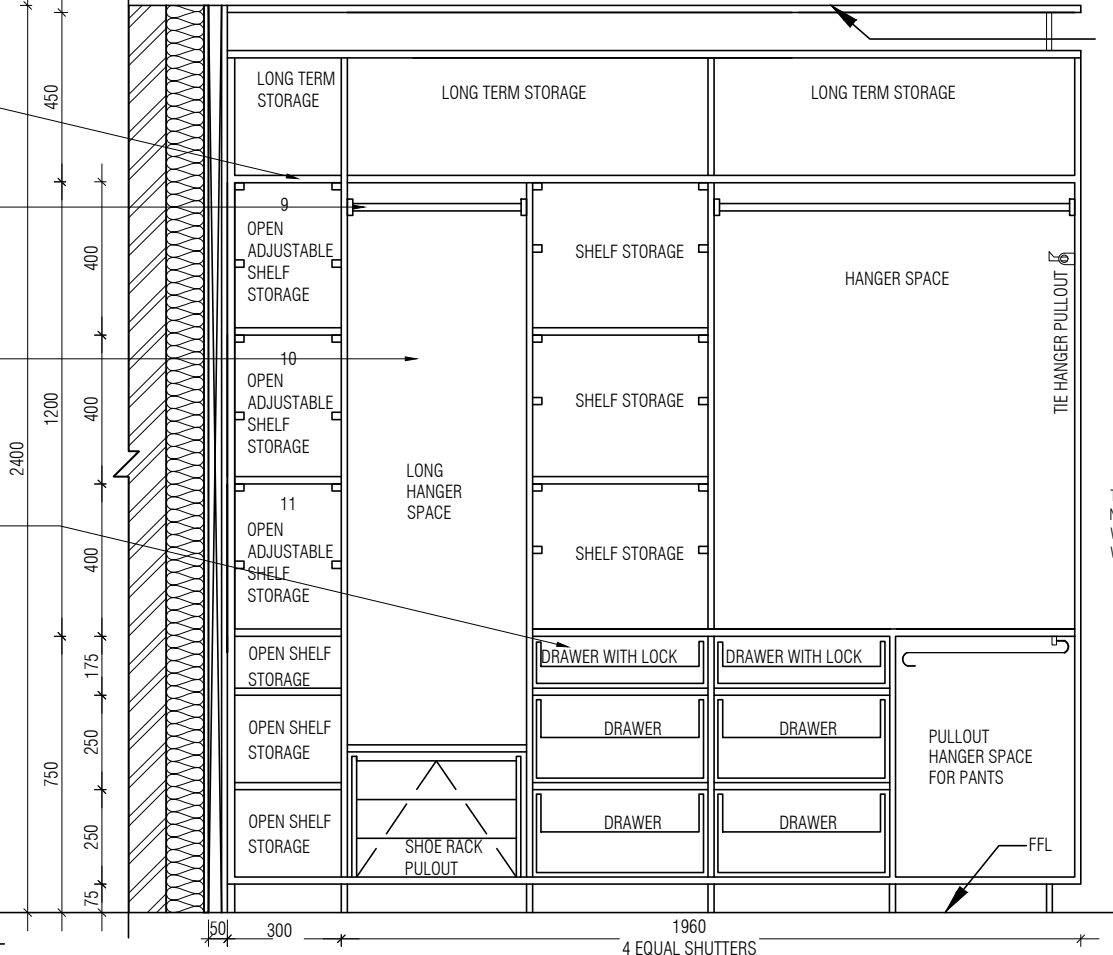 LONG TERM
STORAGE
LONG TERM STORAGE
LONG TERM STORAGE
450
9
OPEN
ADJUSTABLE
SHELF
STORAGE
SHELF STORAGE
HANGER SPACE
TIE HANGER PULLOUT
400
10
OPEN
ADJUSTABLE
SHELF
STORAGE
SHELF STORAGE
400
1200
2400
LONG
HANGER
SPACE
11
OPEN
ADJUSTABLE
SHELF
STORAGE
SHELF STORAGE
400
OPEN SHELF
STORAGE
DRAWER WITH LOCK
DRAWER WITH LOCK
175
OPEN SHELF
STORAGE
DRAWER
DRAWER
PULLOUT
HANGER SPACE
FOR PANTS
250
750
OPEN SHELF
STORAGE
DRAWER
DRAWER
SHOE RACK
PULOUT
FFL
250
75
50
300
1960
4 EQUAL SHUTTERS